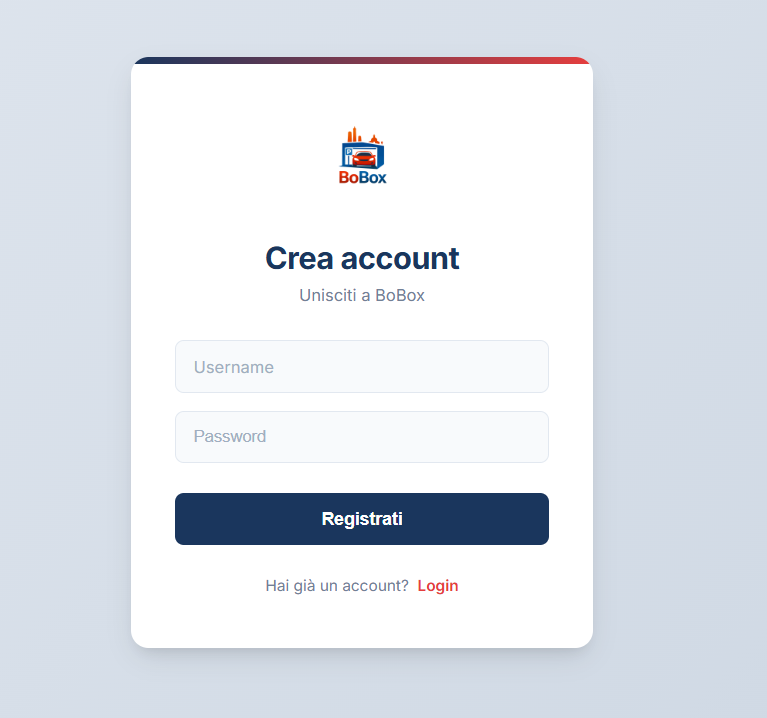 P
BoBox
Crea account
Unisciti a BoBox
Username
Password
Registrati
Hai già un account? Login